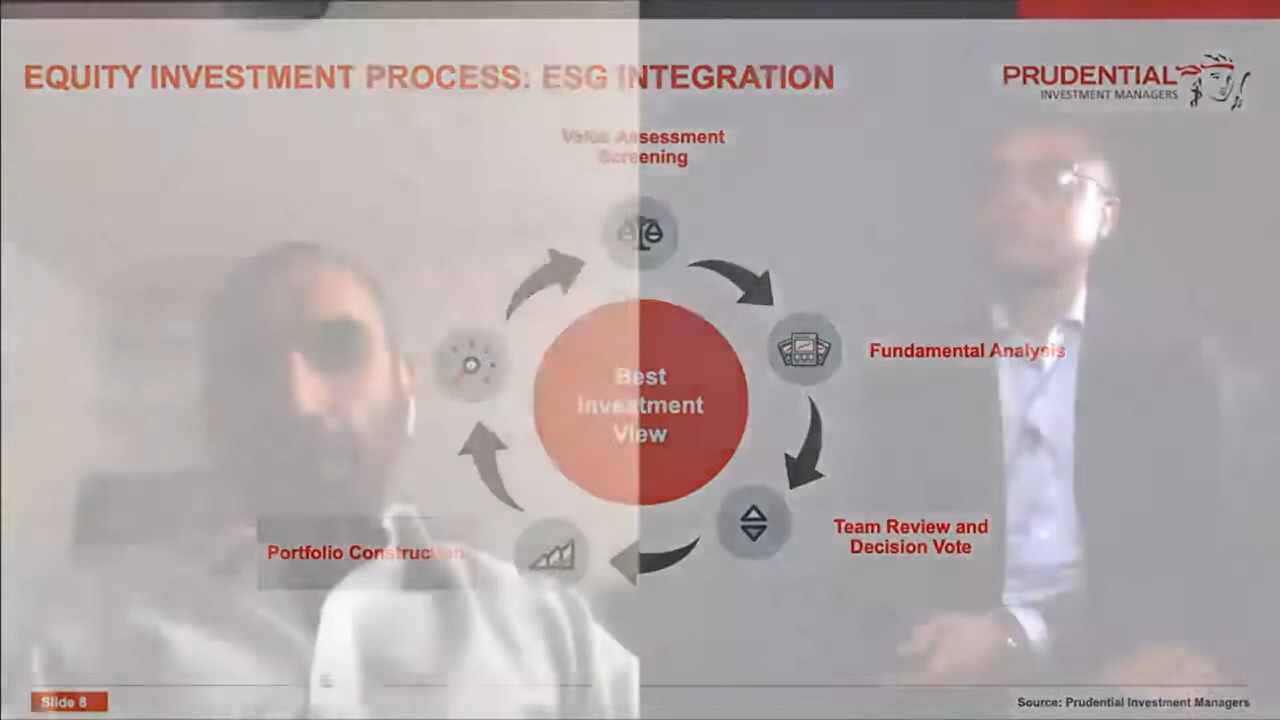 EQUITY INVESTMENT PROCESS: ESG INTEGRATION
PRUDENTIAL
INVESTMENT MANAGERS
Value Assessment
Screening
Fundamental Analysis
Best
Investment
View
Team Review and
Decision Vote
Portfolio Construction
Slide 8
Source: Prudential Investment Managers